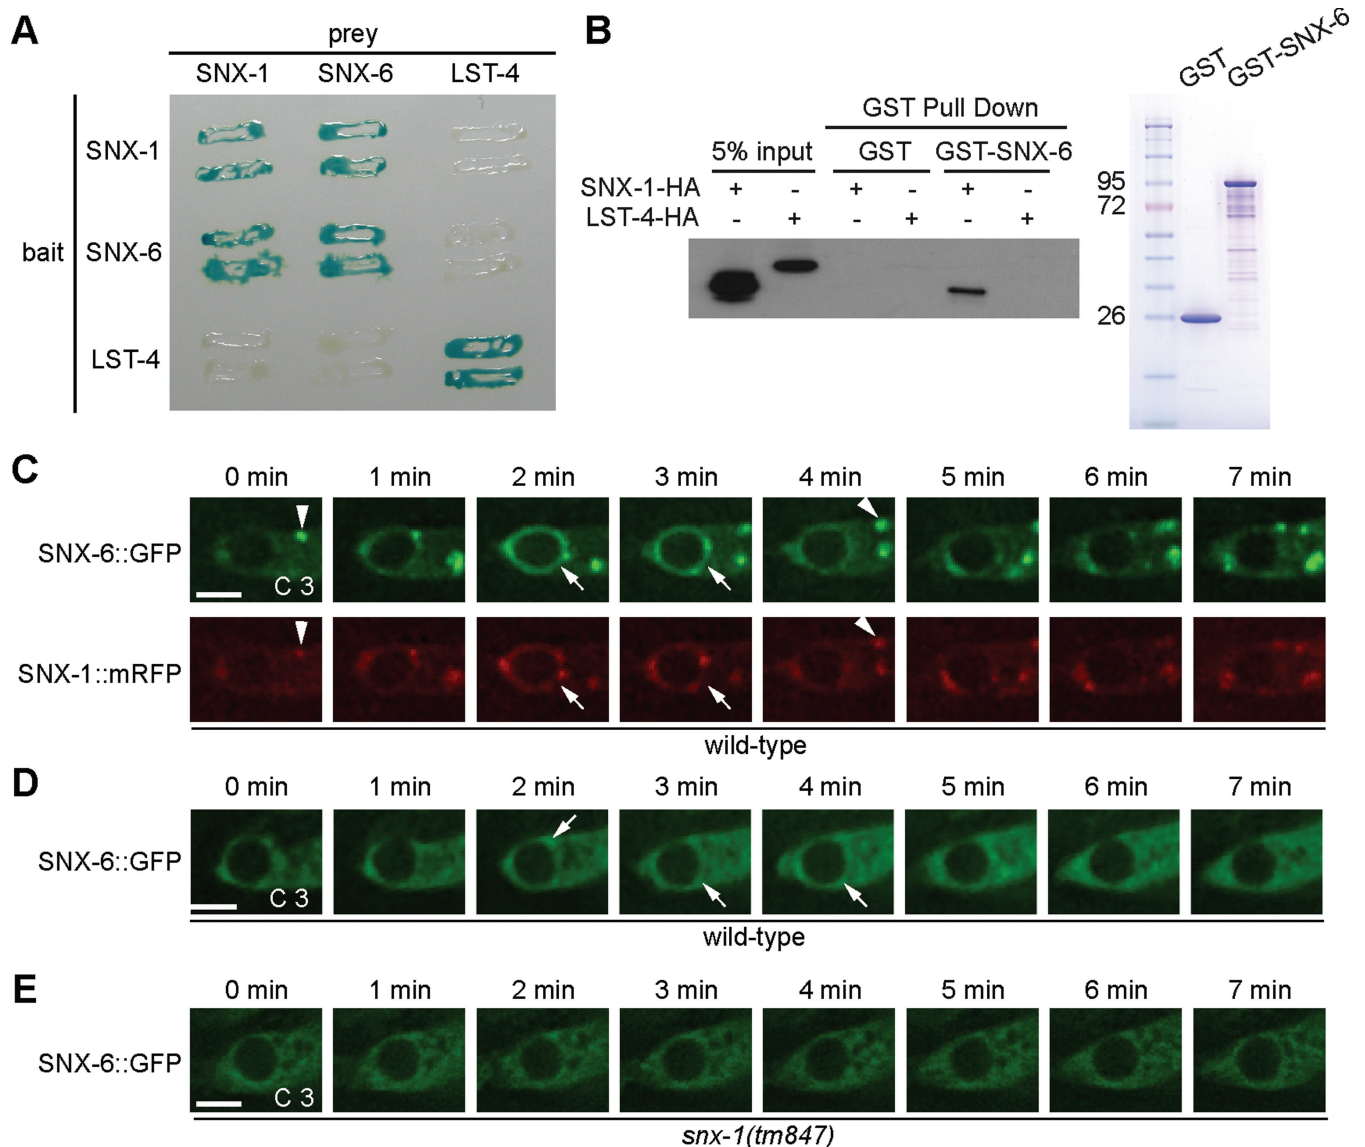 A
prey
SNX-1 SNX-6 LST-4
bait
SNX-1
SNX-6
LST-4
B
GST Pull Down
5% input GST GST-SNX-6
SNX-1-HA + - + - + -
LST-4-HA - + - + - +
GST GST-SNX-6
95
72
26
C
0 min 1 min 2 min 3 min 4 min 5 min 6 min 7 min
SNX-6::GFP
C 3
SNX-1::mRFP
wild-type
D
0 min 1 min 2 min 3 min 4 min 5 min 6 min 7 min
SNX-6::GFP
C 3
wild-type
E
0 min 1 min 2 min 3 min 4 min 5 min 6 min 7 min
SNX-6::GFP
C 3
snx-1(tm847)